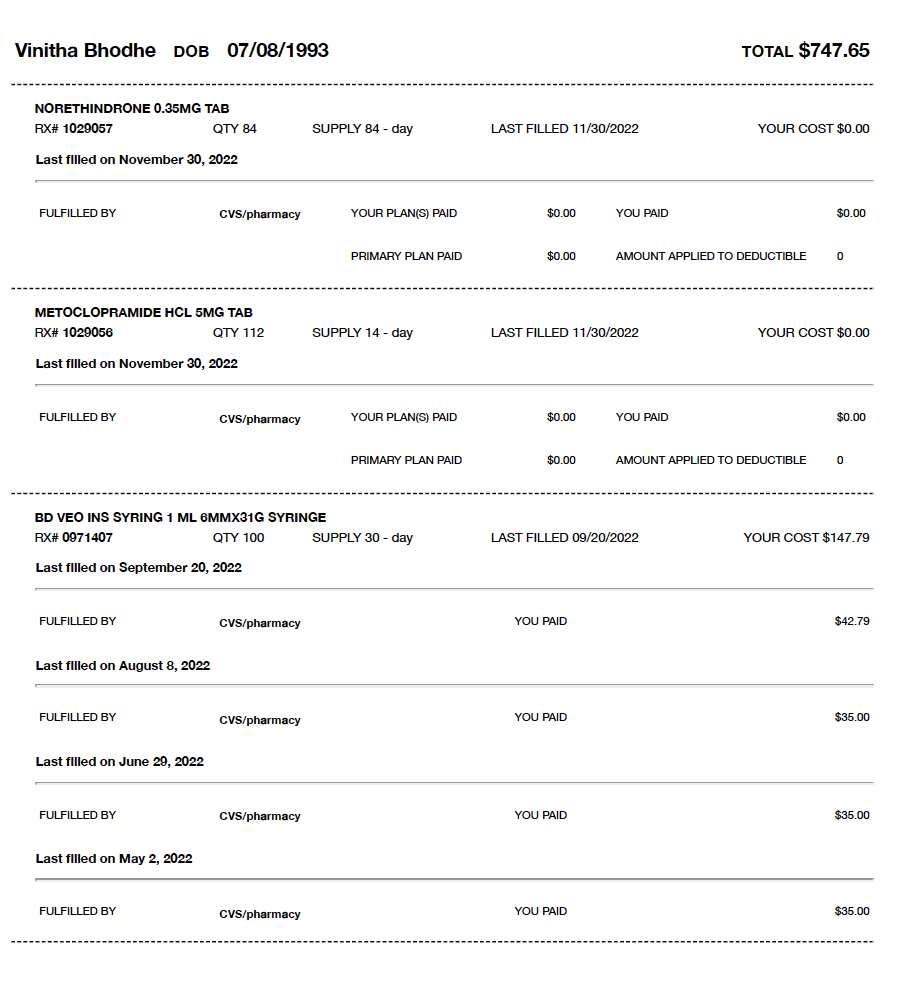 Vinitha Bhodhe DOB 07/08/1993 TOTAL $747.65
NORETHINDRONE 0.35MG TAB
RX# 1029057 QTY 84 SUPPLY 84 - day LAST FILLED 11/30/2022 YOUR COST $0.00
Last filled on November 30, 2022
FULFILLED BY CVS/pharmacy YOUR PLAN(S) PAID $0.00 YOU PAID $0.00
PRIMARY PLAN PAID $0.00 AMOUNT APPLIED TO DEDUCTIBLE 0
METOCLOPRAMIDE HCL 5MG TAB
RX# 1029056 QTY 112 SUPPLY 14 - day LAST FILLED 11/30/2022 YOUR COST $0.00
Last filled on November 30, 2022
FULFILLED BY CVS/pharmacy YOUR PLAN(S) PAID $0.00 YOU PAID $0.00
PRIMARY PLAN PAID $0.00 AMOUNT APPLIED TO DEDUCTIBLE 0
BD VEO INS SYRING 1 ML 6MMX31G SYRINGE
RX# 0971407 QTY 100 SUPPLY 30 - day LAST FILLED 09/20/2022 YOUR COST $147.79
Last filled on September 20, 2022
FULFILLED BY CVS/pharmacy YOU PAID $42.79
Last filled on August 8, 2022
FULFILLED BY CVS/pharmacy YOU PAID $35.00
Last filled on June 29, 2022
FULFILLED BY CVS/pharmacy YOU PAID $35.00
Last filled on May 2, 2022
FULFILLED BY CVS/pharmacy YOU PAID $35.00